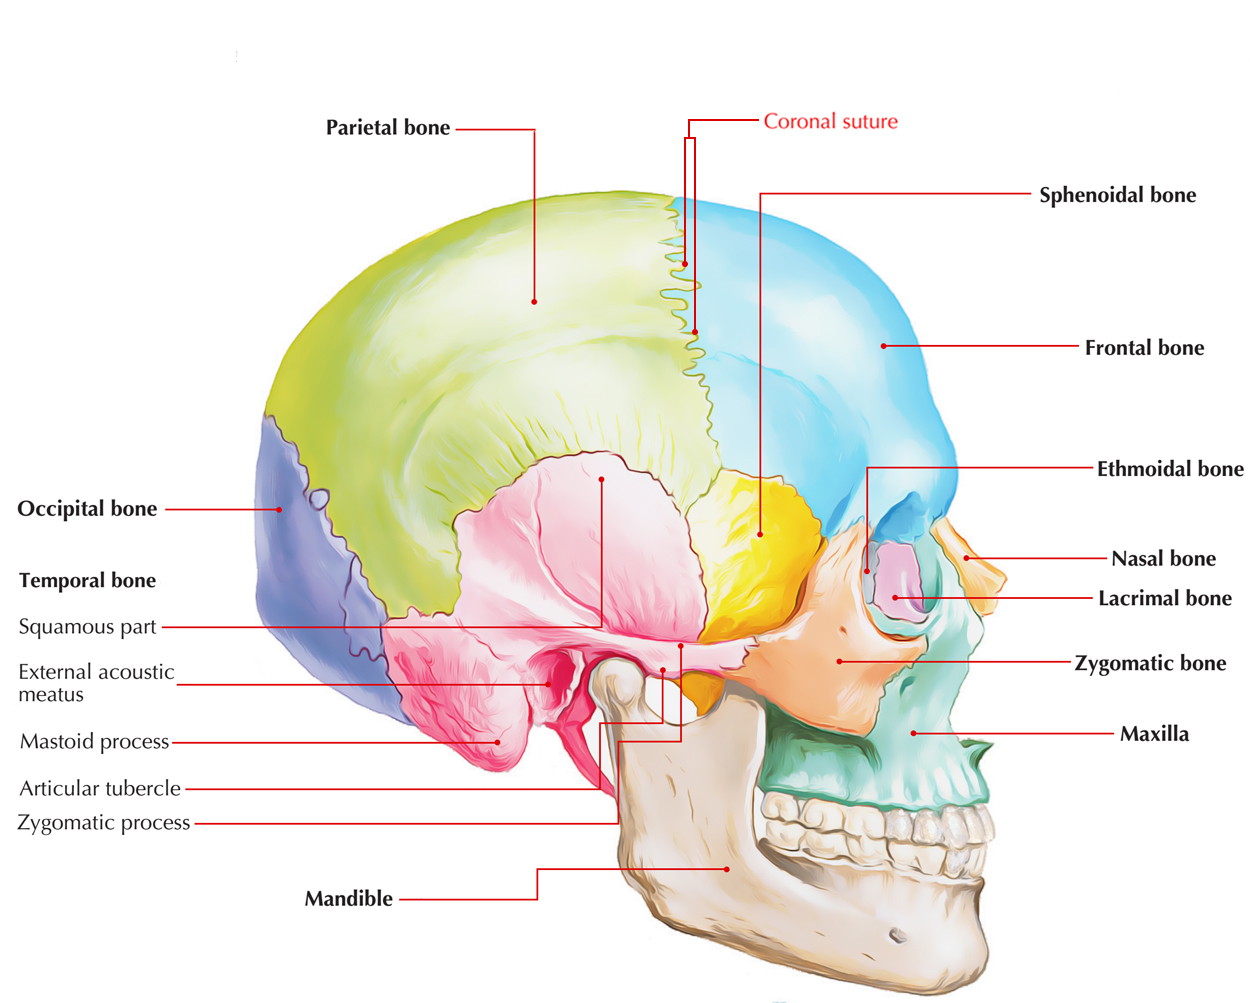 Parietal bone
Coronal suture
Sphenoidal bone
Frontal bone
Ethmoidal bone
Occipital bone
Nasal bone
Temporal bone
Lacrimal bone
Squamous part
Zygomatic bone
External acoustic
meatus
Maxilla
Mastoid process
Articular tubercle
Zygomatic process
Mandible